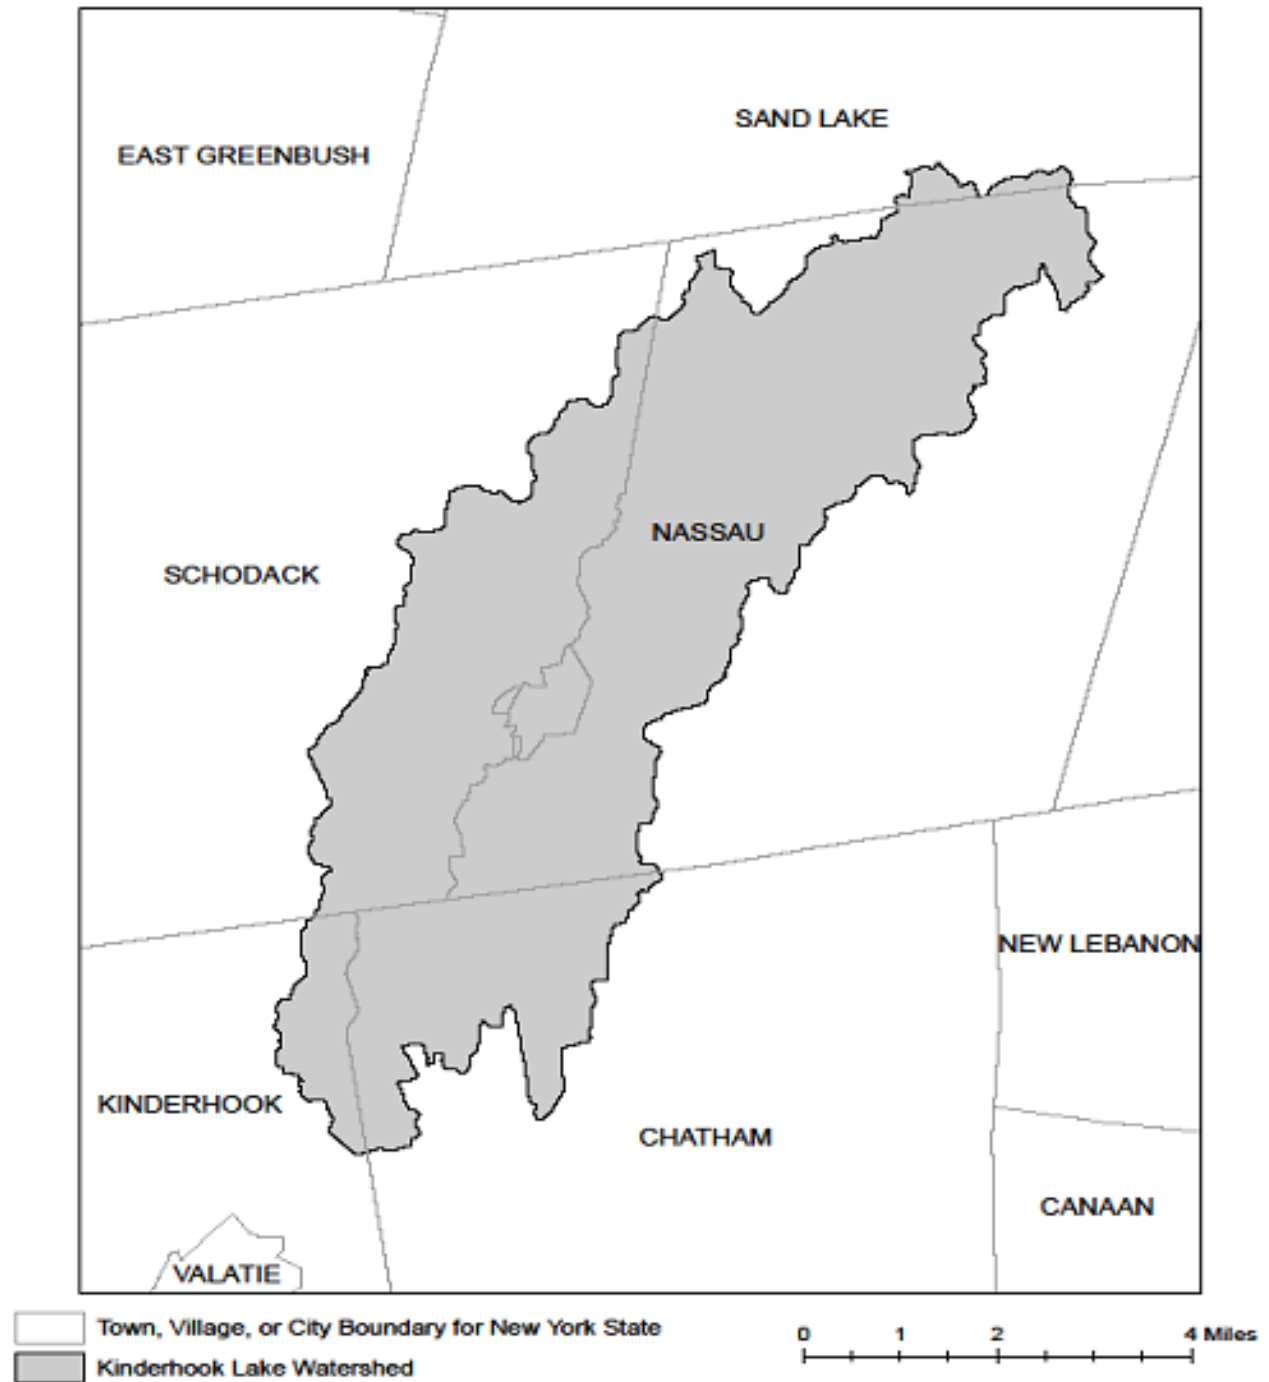 SAND LAKE
EAST GREENBUSH
NASSAU
SCHODACK
NEW LEBANON
KINDERHOOK
CHATHAM
CANAAN
VALATIE
Town, Village, or City Boundary for New York State
Kinderhook Lake Watershed
0 1 2 4 Miles